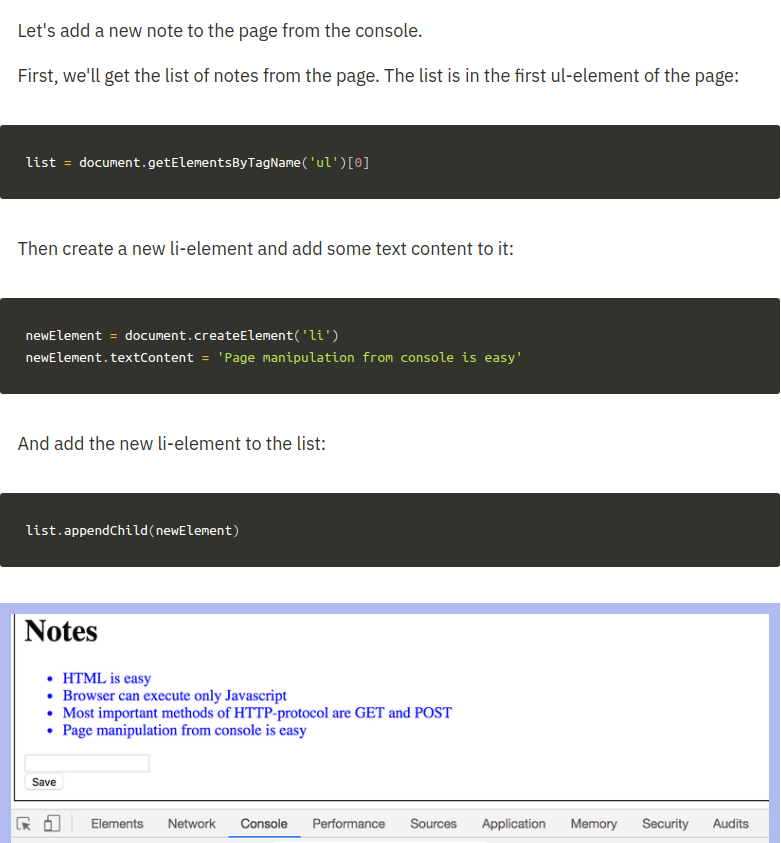 Let's add a new note to the page from the console.
First, we'll get the list of notes from the page. The list is in the first ul-element of the page:
list = document.getElementsByTagName('ul')[0]
Then create a new li-element and add some text content to it:
newElement = document.createElement('li')
newElement.textContent = 'Page manipulation from console is easy'
And add the new li-element to the list:
list.appendChild(newElement)
Notes
• HTML is easy
• Browser can execute only Javascript
• Most important methods of HTTP-protocol are GET and POST
• Page manipulation from console is easy
Save
Elements Network Console Performance Sources Application Memory Security Audits